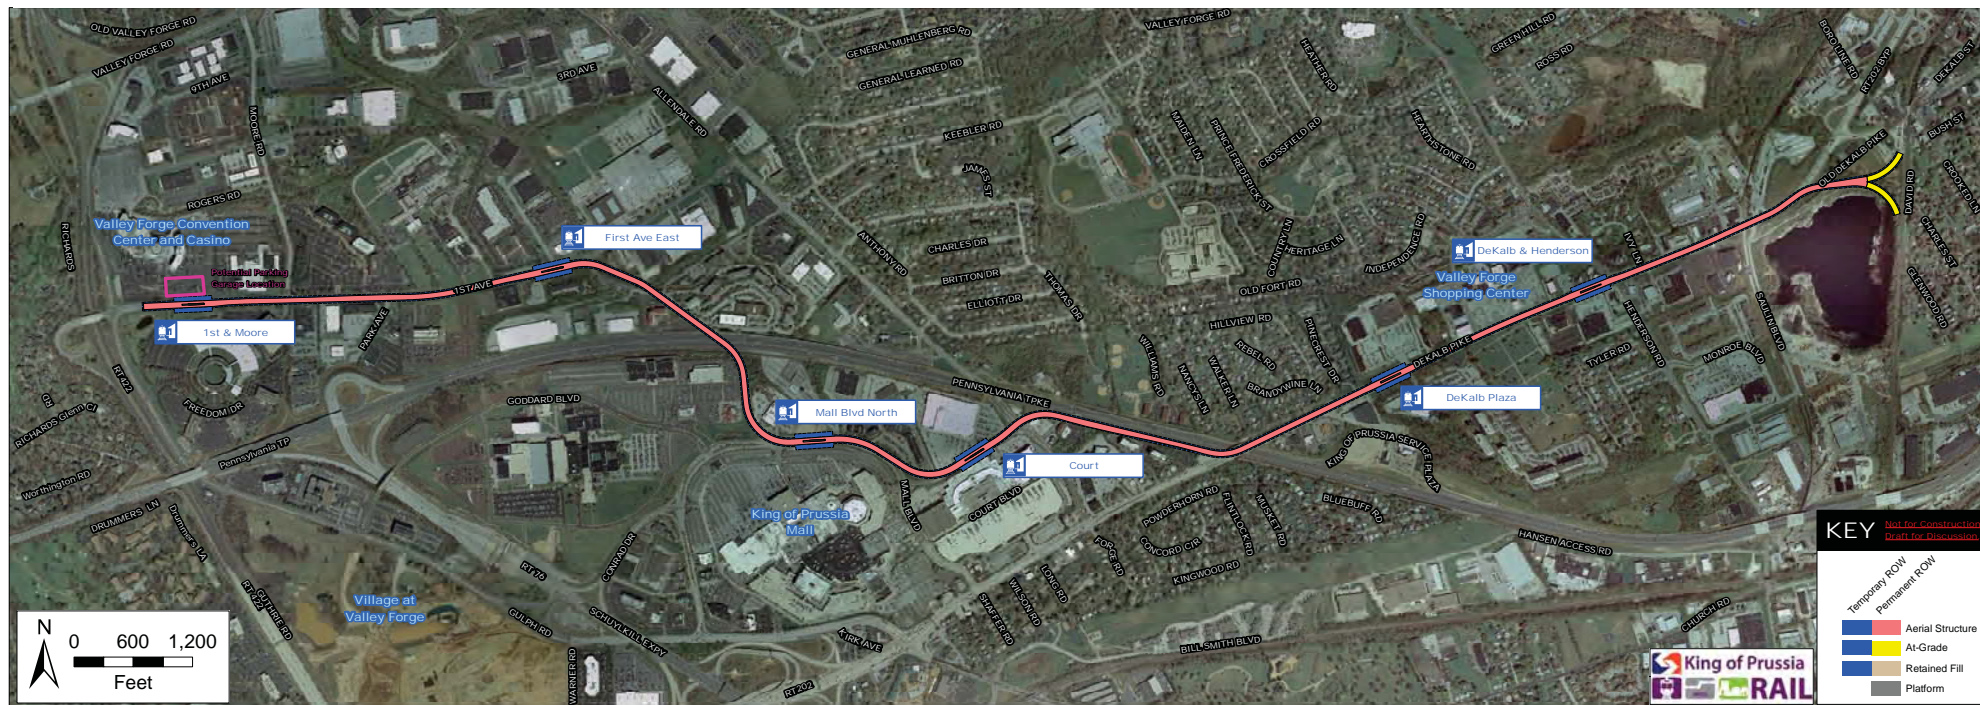 OLD VALLEY FORGE RD
VALLEY FORGE RD
9TH AVE
MOORE RD
3RD AVE
ALLENDALE RD
GENERAL MUHLENBERG RD
GENERAL LEARNED RD
KEEBLER RD
JAMES ST
VALLEY FORGE RD
HEATHER RD
GREEN HILL RD
ROSS RD
BORO LINE RD
RT202 BYP
DEKALB ST
BUSH ST
CROOKED LN
DAVID RD
OLD DEKALB PIKE
CHARLES ST
GLENWOOD RD
MAIDEN LN
PRINCE FREDERICK ST
CROSSFIELD RD
HEARTHSTONE RD
COUNTRY LN
HERITAGE LN
INDEPENDENCE RD
OLD FORT RD
ROGERS RD
RICHARDS
Valley Forge Convention
Center and Casino
Potential Parking
Garage Location
1st & Moore
First Ave East
1ST AVE
PARK AVE
ANTHONY RD
CHARLES DR
BRITTON DR
ELLIOTT DR
THOMAS DR
DeKalb & Henderson
Valley Forge
Shopping Center
IVY LN
HENDERSON RD
SAULIN BLVD
MONROE BLVD
TYLER RD
DEKALB PIKE
DeKalb Plaza
HILLVIEW RD
REBEL RD
PINECREST DR
BRANDYWINE LN
WALKER LN
NANCYS LN
WILLIAMS RD
PENNSYLVANIA TPKE
RT 422
FREEDOM DR
RD
RICHARDS Glenn CI
Worthington RD
DRUMMERS LN
Drummers LA
Pennsylvania TP
GODDARD BLVD
Mall Blvd North
Court
MALL BLVD
COURT BLVD
King of Prussia
Mall
KING OF PRUSSIA SERVICE PLAZA
POWDERHORN RD
FLINTLOCK RD
MUSKET RD
BLUEBUFF RD
CONCORD CIR
KINGWOOD RD
FORGE RD
LONG RD
WILSON RD
SHAFFER RD
HANSEN ACCESS RD
CHURCH RD
BILL SMITH BLVD
KIRK AVE
CONRAD DR
RT 76
GULPH RD
SCHUYLKILL EXPY
RT202
WARNER RD
GUTHRIE RD
RT 422
Village at
Valley Forge
N
0 600 1,200
Feet
King of Prussia
RAIL
KEY
Not for Construction
Draft for Discussion
Temporary ROW
Permanent ROW
Aerial Structure
At-Grade
Retained Fill
Platform